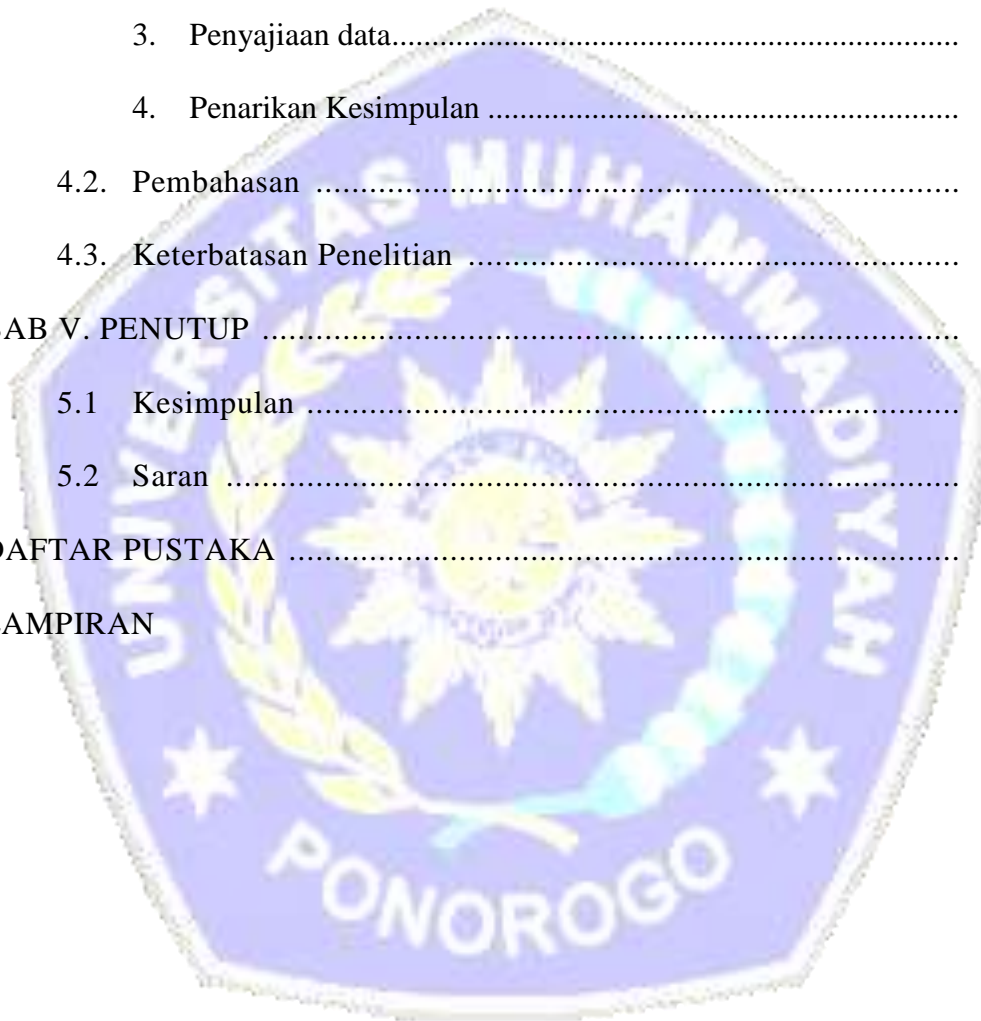 3. Penyajiaan data..............................................................................
4. Penarikan Kesimpulan ................................................................
4.2. Pembahasan .......................................................................................
4.3. Keterbatasan Penelitian ...................................................................
AB V. PENUTUP ...............................................................................................
5.1 Kesimpulan .........................................................................................
5.2 Saran ....................................................................................................
DAFTAR PUSTAKA ...........................................................................................
AMPIRAN
UNIVERSITAS MUHAMMADIYAH
PONOROGO